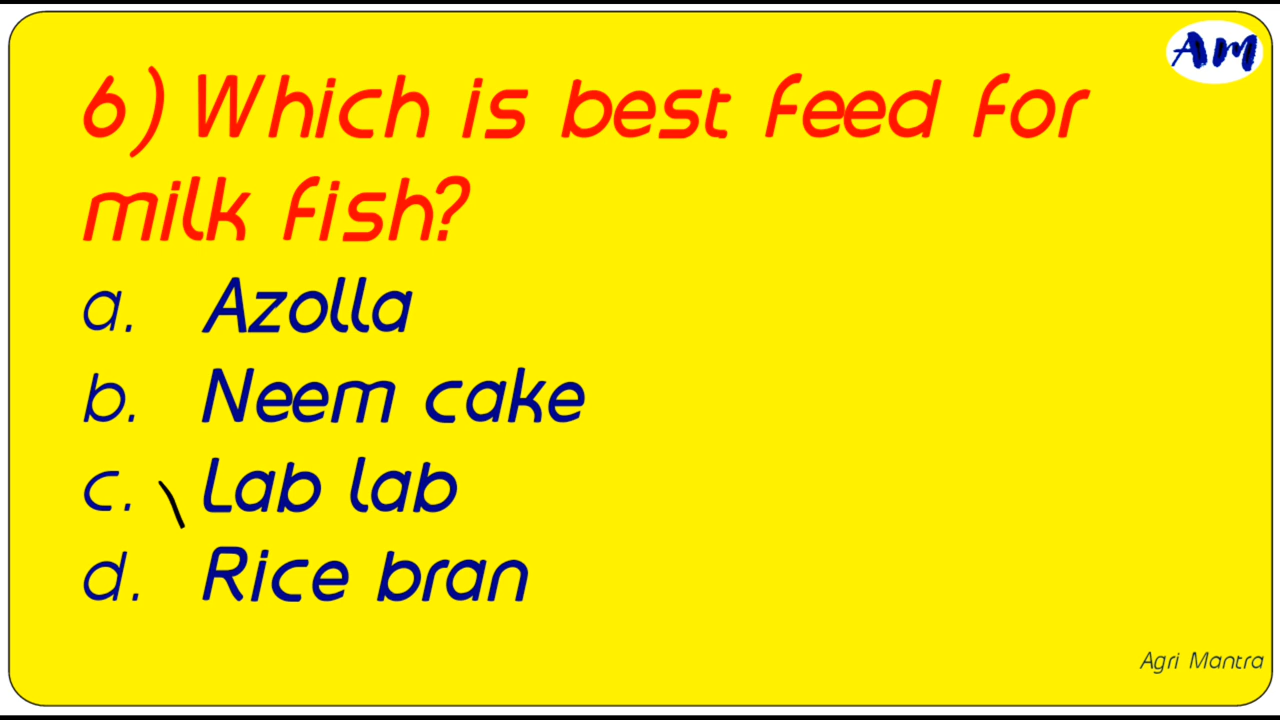 AM
6) Which is best feed for
milk fish?
a. Azolla
b. Neem cake
c. Lab lab
d. Rice bran
Agri Mantra